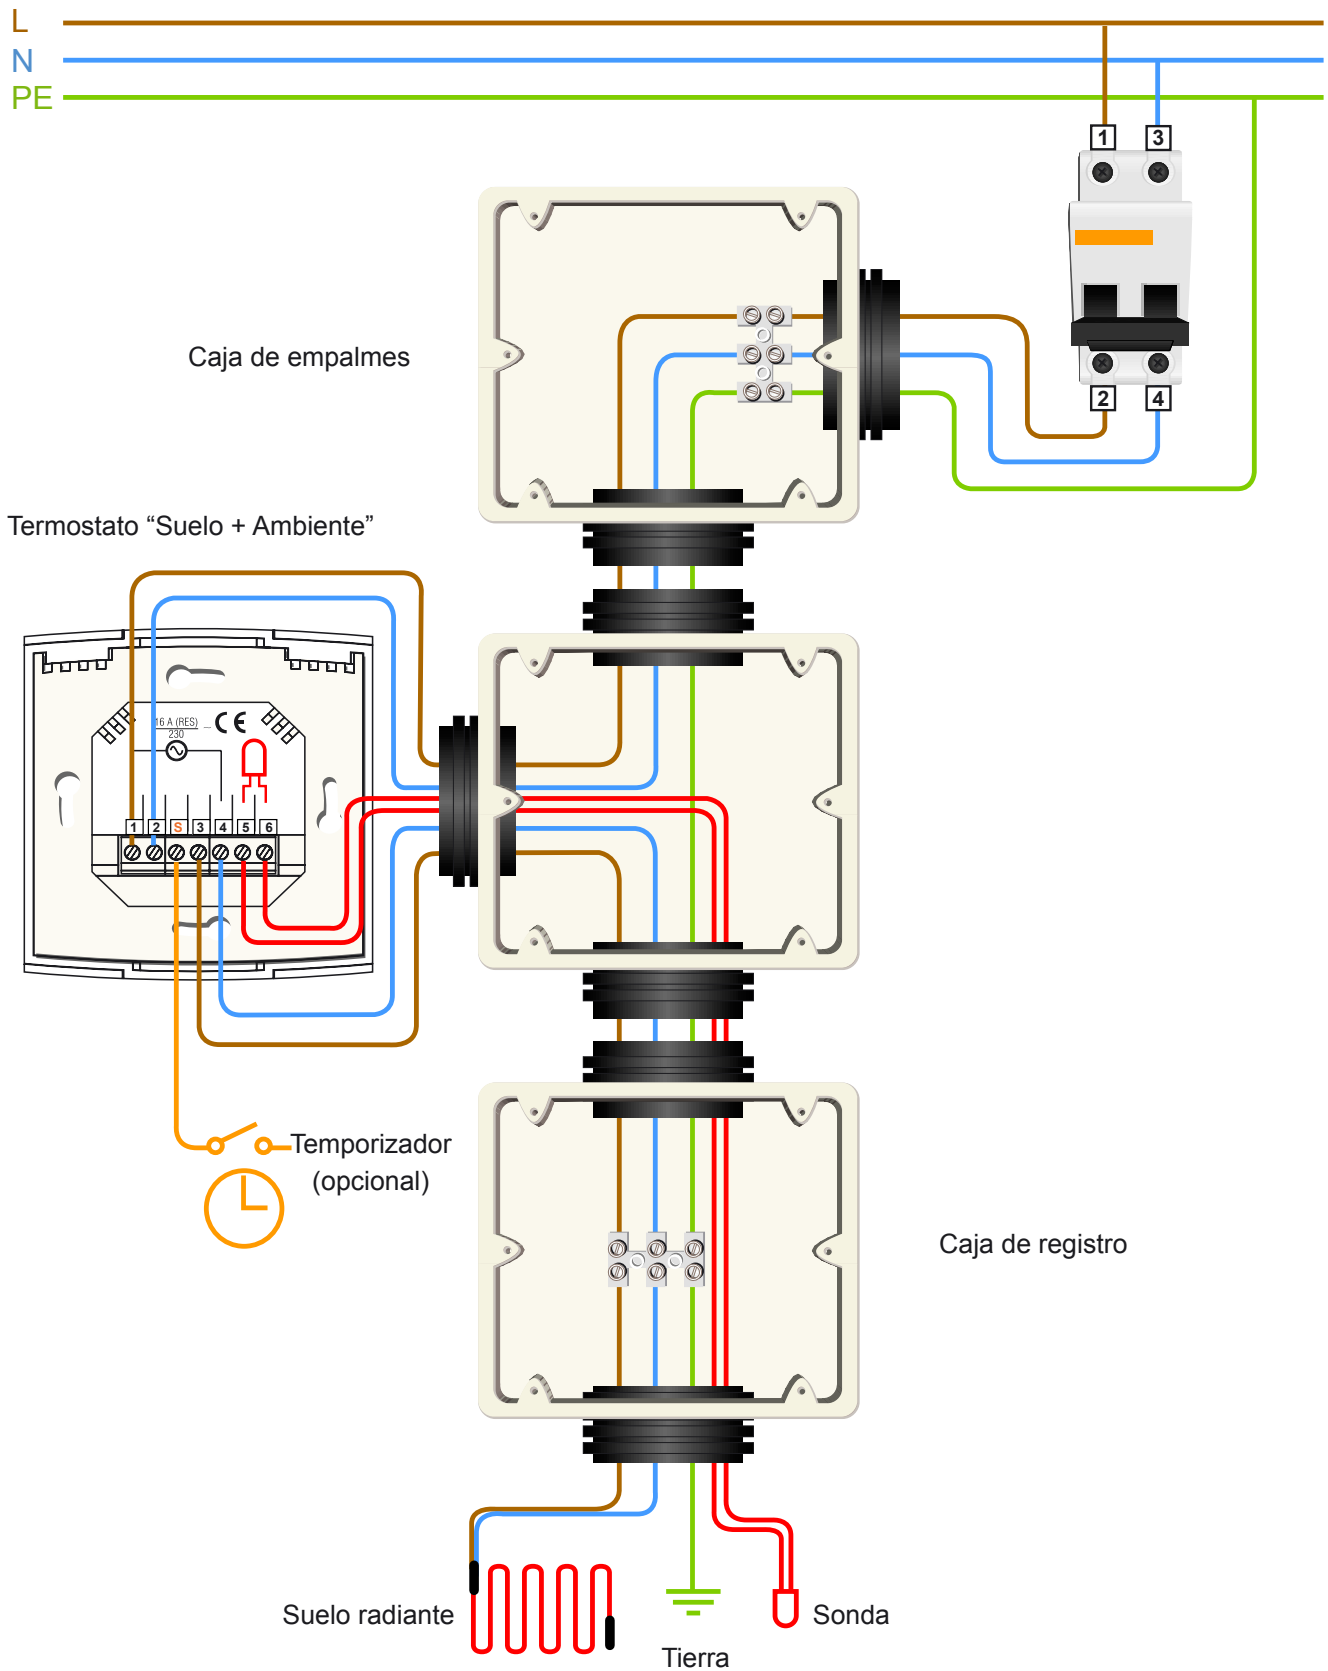 L
N
PE
1 3
2 4
Caja de empalmes
Termostato “Suelo + Ambiente”
16 A (RES)
230
CE
1 2 S 3 4 5 6
Temporizador
(opcional)
Caja de registro
Suelo radiante
Sonda
Tierra